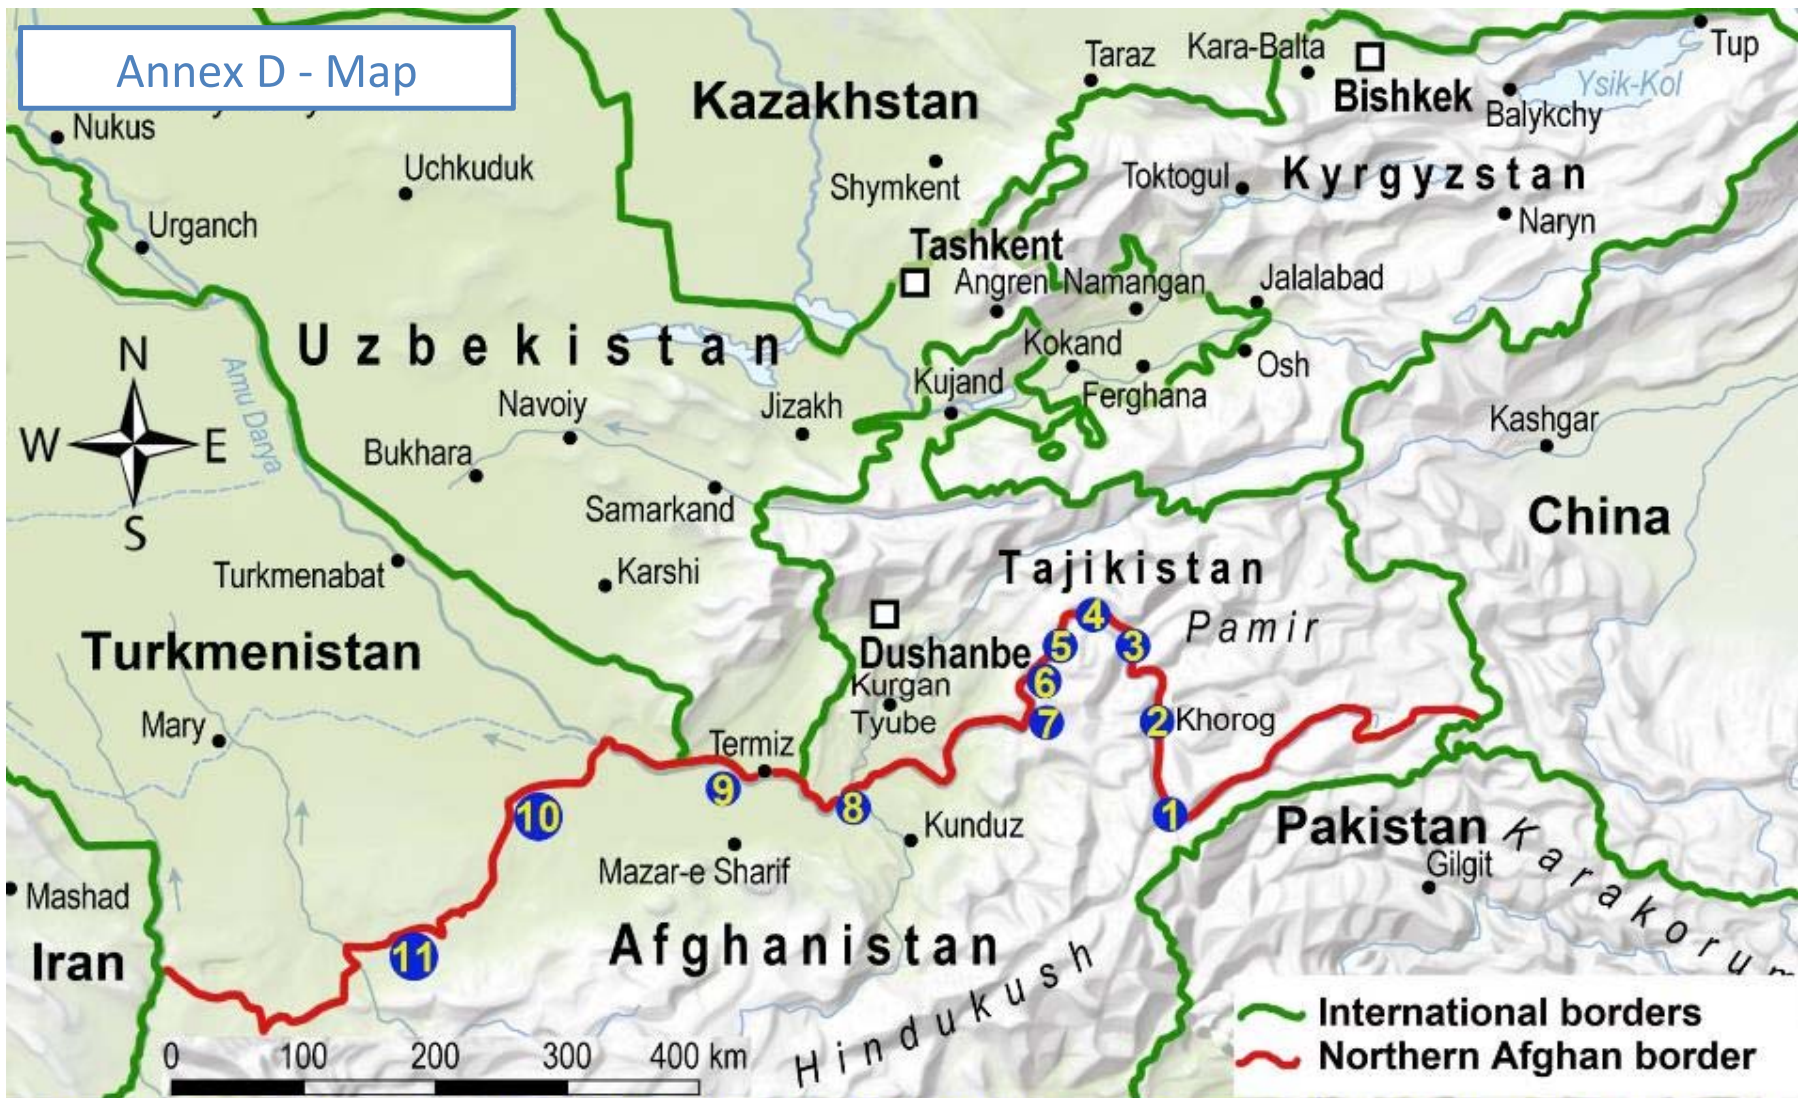 Annex D - Map
Tup
Kara-Balta
Taraz
Bishkek
Ysik-Kol
Balykchy
Kazakhstan
Nukus
Uchkuduk
Shymkent
Toktogul
Kyrgyzstan
Naryn
Urganch
Tashkent
Angren
Namangan
Jalalabad
Uzbekistan
Kokand
Osh
N
Amu Darya
Navoiy
Jizakh
Kujand
Ferghana
Kashgar
W
E
Bukhara
Samarkand
S
China
Turkmenabat
Karshi
Tajikistan
Pamir
4
5
3
Turkmenistan
Dushanbe
Kurgan
Tyube
6
7
2
Khorog
Mary
Termiz
9
8
1
10
Kunduz
Pakistan
Karakorum
Mazar-e Sharif
Gilgit
Mashad
Iran
11
Afghanistan
Hindukush
International borders
Northern Afghan border
0 100 200 300 400 km